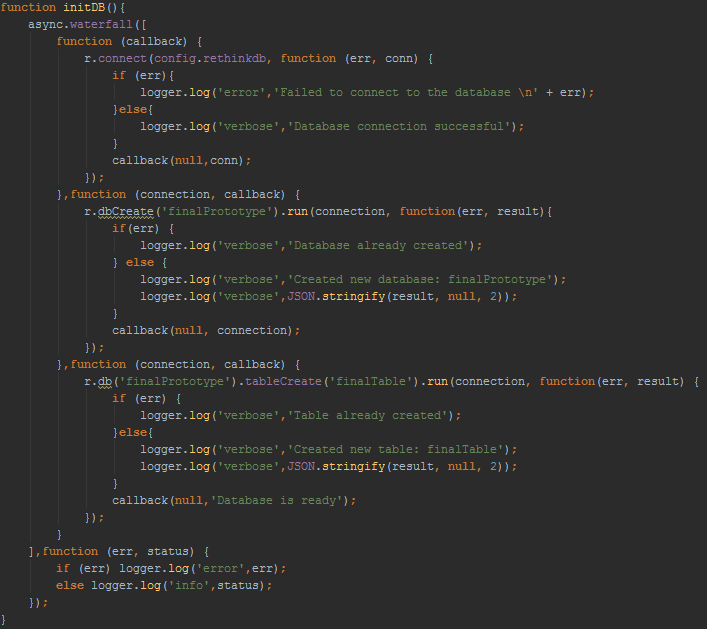 function initDB(){
    async.waterfall([
        function (callback) {
            r.connect(config.rethinkdb, function (err, conn) {
                if (err){
                    logger.log('error','Failed to connect to the database \n' + err);
                }else{
                    logger.log('verbose','Database connection successful');
                }
                callback(null,conn);
            });
        },function (connection, callback) {
            r.dbCreate('finalPrototype').run(connection, function(err, result){
                if(err) {
                    logger.log('verbose','Database already created');
                } else {
                    logger.log('verbose','Created new database: finalPrototype');
                    logger.log('verbose',JSON.stringify(result, null, 2));
                }
                callback(null, connection);
            });
        },function (connection, callback) {
            r.db('finalPrototype').tableCreate('finalTable').run(connection, function(err, result) {
                if (err) {
                    logger.log('verbose','Table already created');
                }else{
                    logger.log('verbose','Created new table: finalTable');
                    logger.log('verbose',JSON.stringify(result, null, 2));
                }
                callback(null,'Database is ready');
            });
        }
    ],function (err, status) {
        if (err) logger.log('error',err);
        else logger.log('info',status);
    });
}